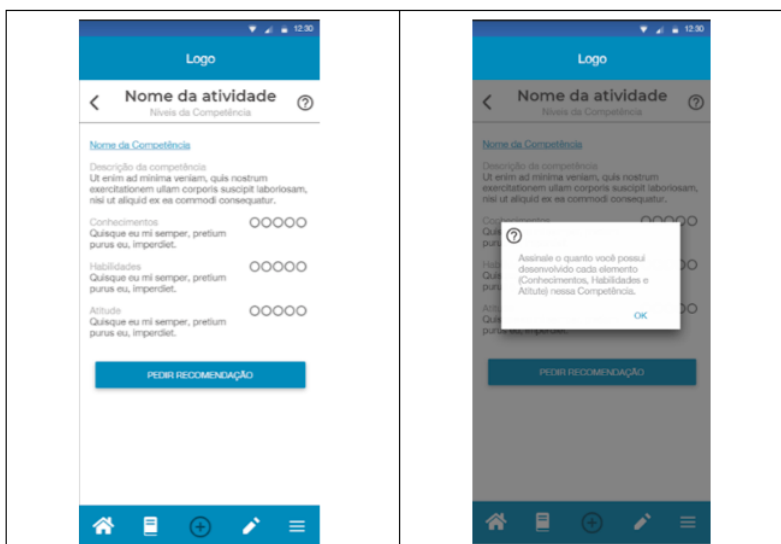 12:30
Logo
Nome da atividade
Níveis da Competência
Nome da Competência
Descrição da competência
Ut enim ad minima veniam, quis nostrum
exercitationem ullam corporis suscipit laboriosam,
nisi ut aliquid ex ea commodi consequatur.
Conhecimentos
Quisque eu mi semper, pretium
purus eu, imperdiet.
Habilidades
Quisque eu mi semper, pretium
purus eu, imperdiet.
Atitude
Quisque eu mi semper, pretium
purus eu, imperdiet.
PEDIR RECOMENDAÇÃO
12:30
Logo
Nome da atividade
Níveis da Competência
Nome da Competência
Descrição da competência
Ut enim ad minima veniam, quis nostrum
exercitationem ullam corporis suscipit laboriosam,
nisi ut aliquid ex ea commodi consequatur.
Assinale o quanto você possui
desenvolvido cada elemento
(Conhecimentos, Habilidades e
Atitute) nessa Competência.
OK
PEDIR RECOMENDAÇÃO